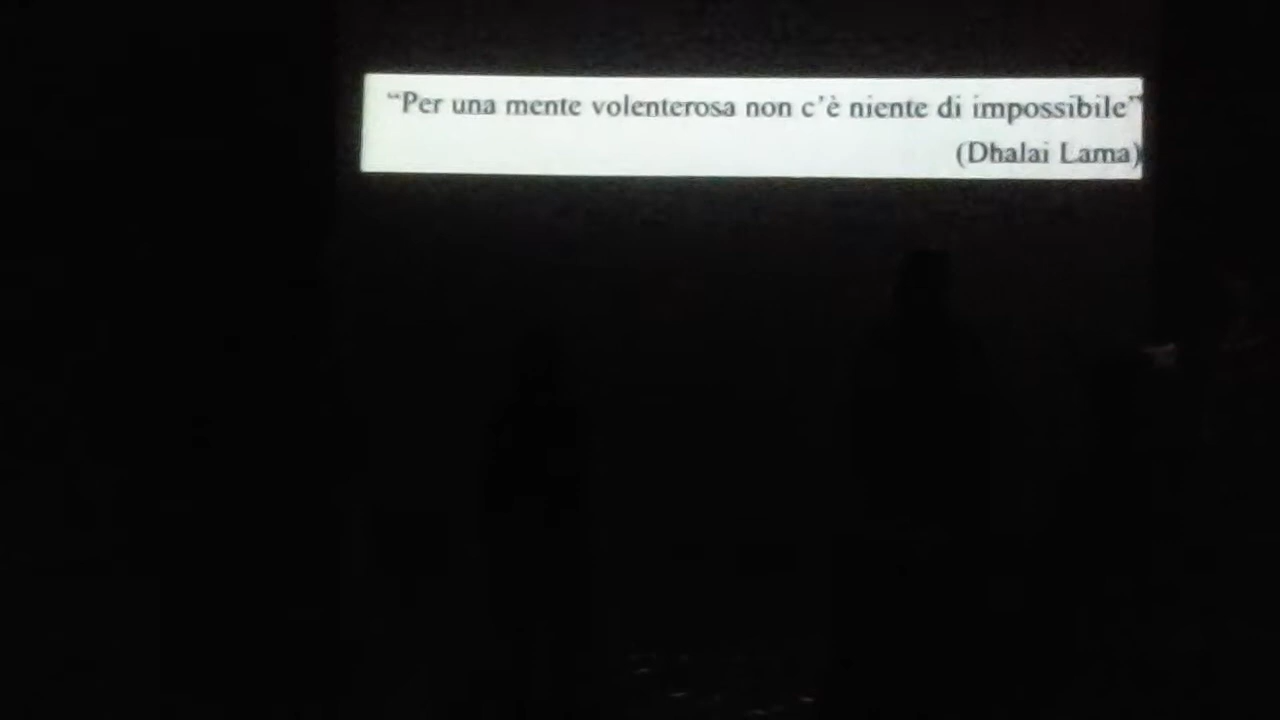 “Per una mente volenterosa non c’è niente di impossibile”
(Dhalai Lama)